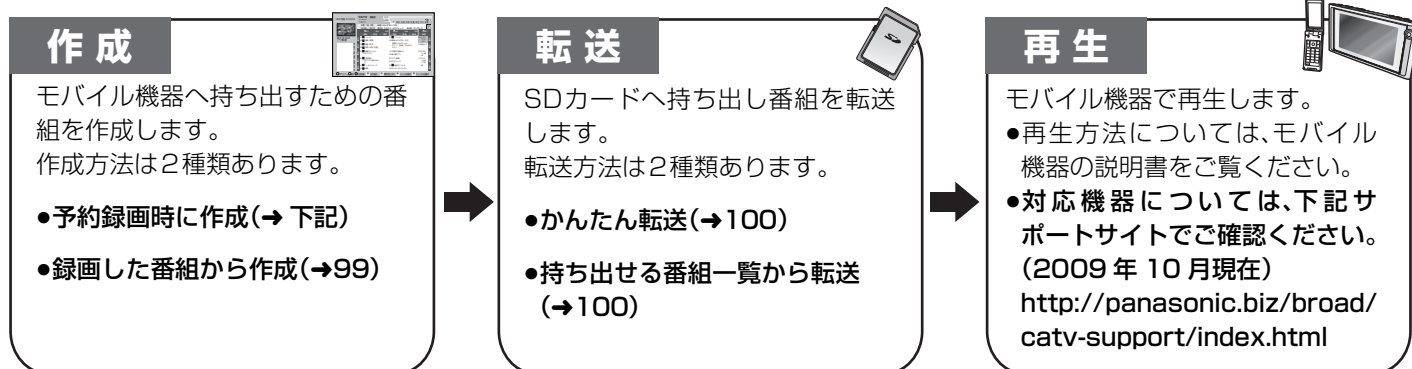 作成
モバイル機器へ持ち出すための番
組を作成します。
作成方法は２種類あります。
●予約録画時に作成(➜ 下記)
●録画した番組から作成(➜99)
転送
SDカードへ持ち出し番組を転送
します。
転送方法は２種類あります。
●かんたん転送(➜100)
●持ち出せる番組一覧から転送
(➜100)
再生
モバイル機器で再生します。
●再生方法については、モバイル
機器の説明書をご覧ください。
●対応機器については、下記サ
ポートサイトでご確認ください。
(2009 年 10 月現在)
http://panasonic.biz/broad/
catv-support/index.html